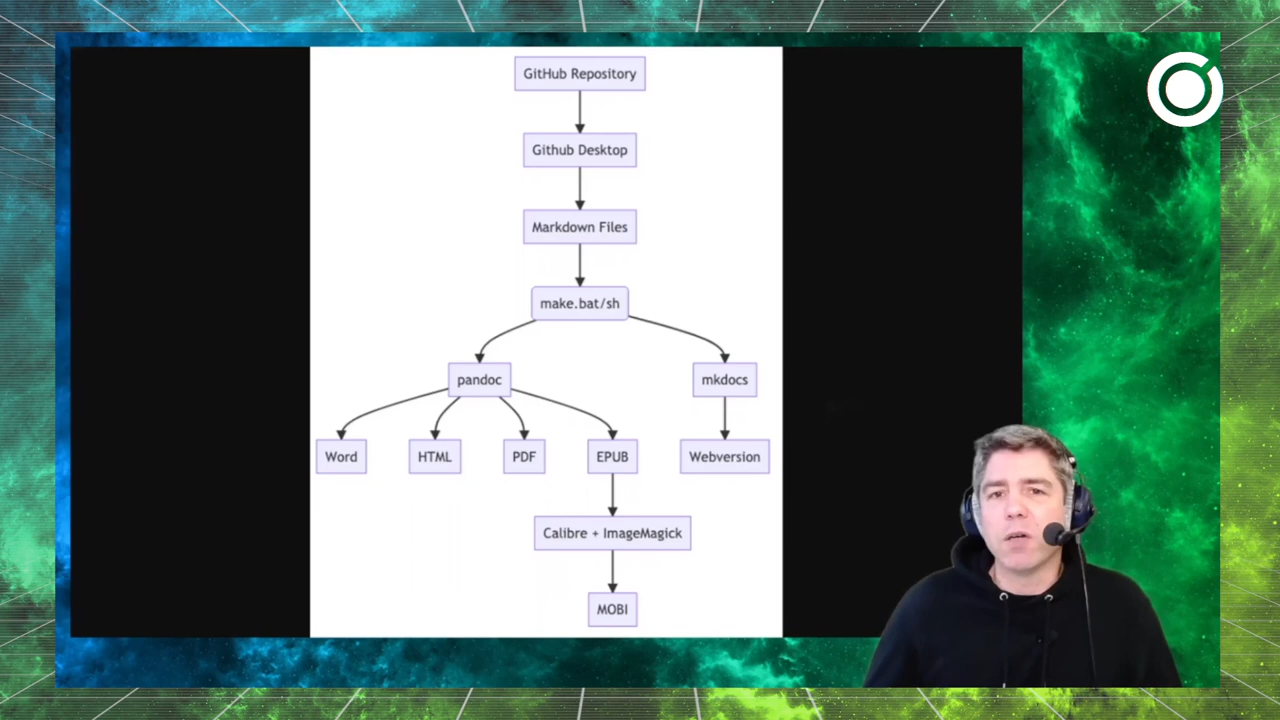 GitHub Repository
Github Desktop
Markdown Files
make.bat/sh
pandoc
mkdocs
Word
HTML
PDF
EPUB
Webversion
Calibre + ImageMagick
MOBI